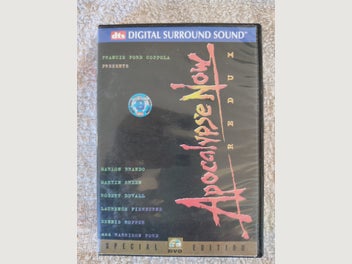 dts DIGITAL SURROUND SOUND™
FRANCIS FORD COPPOLA
PRESENTS
Apocalypse Now
REDUX
MARLON BRANDO
MARTIN SHEEN
ROBERT DUVALL
LAURENCE FISHBURNE
DENNIS HOPPER
and HARRISON FORD
SPECIAL EDITION
DVD